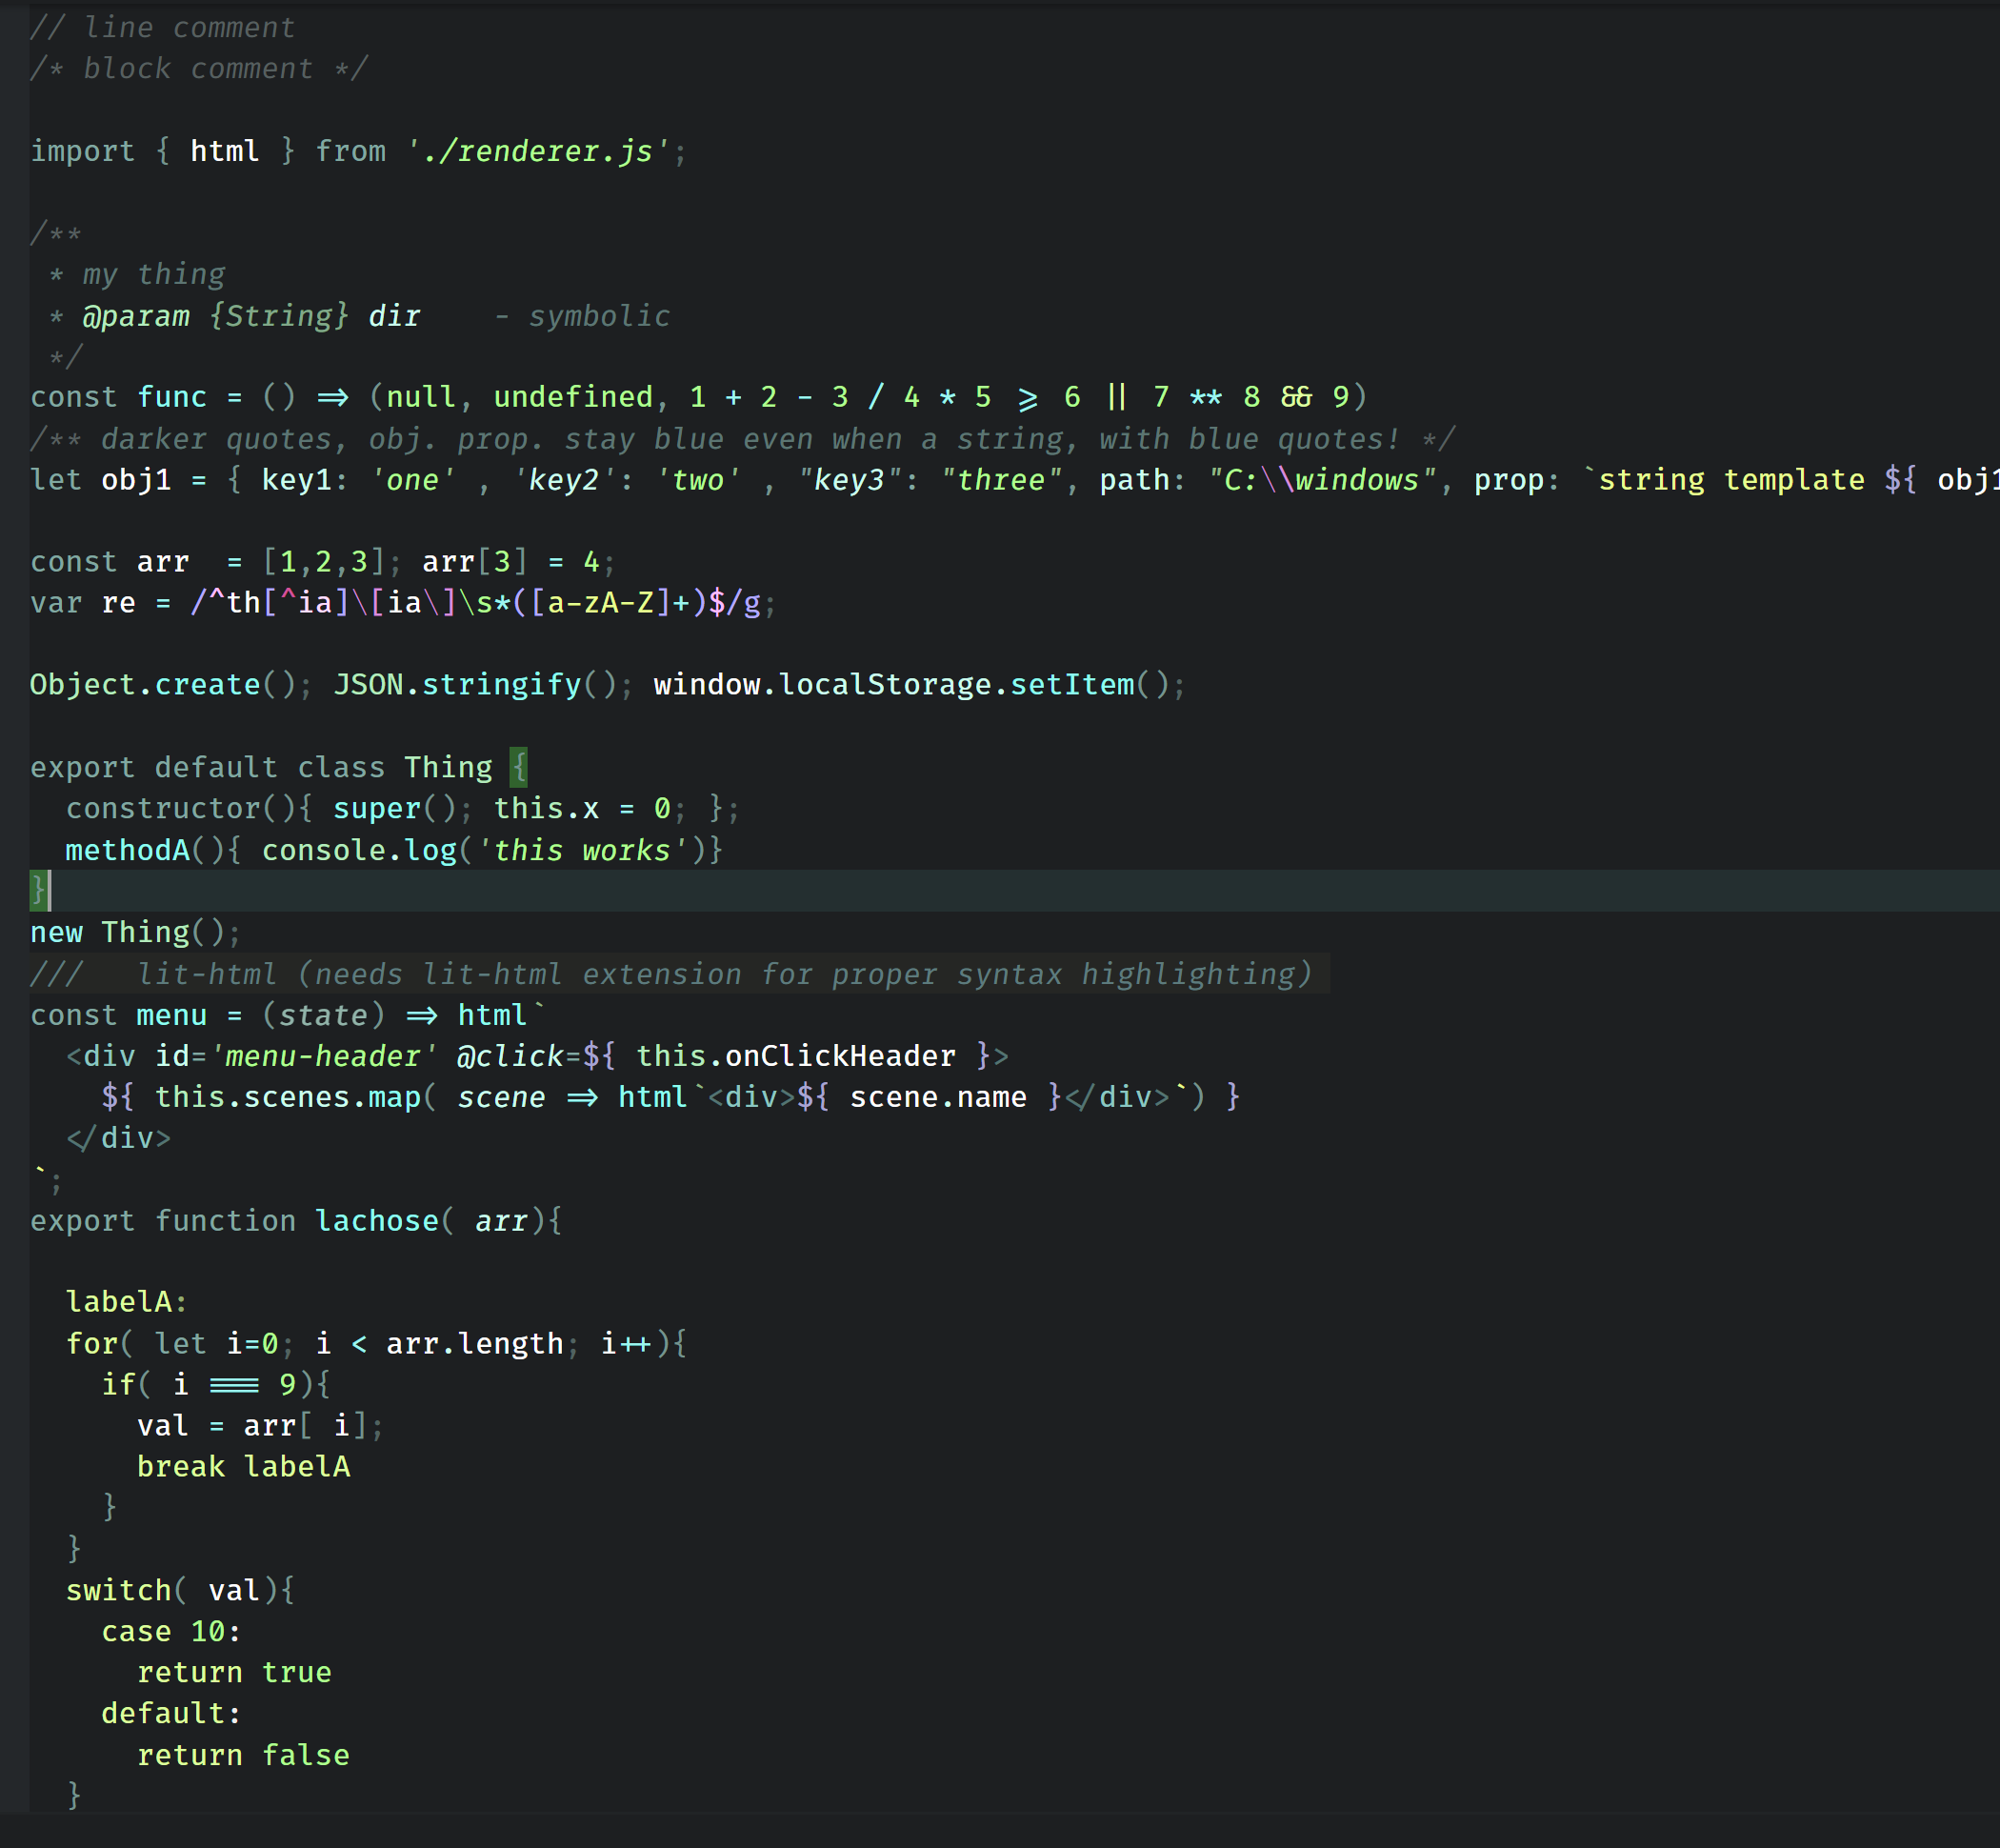 // line comment
/* block comment */
import { html } from './renderer.js';
/**
 * my thing
 * @param {String} dir    - symbolic
 */
const func = () => (null, undefined, 1 + 2 - 3 / 4 * 5 >= 6 || 7 ** 8 && 9)
/** darker quotes, obj. prop. stay blue even when a string, with blue quotes! */
let obj1 = { key1: 'one' , 'key2': 'two' , "key3": "three", path: "C:\\windows", prop: `string template ${ obj1
const arr  = [1,2,3]; arr[3] = 4;
var re = /^th[^ia]\[ia\]\s*([a-zA-Z]+)$/g;
Object.create(); JSON.stringify(); window.localStorage.setItem();
export default class Thing {
  constructor(){ super(); this.x = 0; };
  methodA(){ console.log('this works')}
}
new Thing();
///   lit-html (needs lit-html extension for proper syntax highlighting)
const menu = (state) => html`
  <div id='menu-header' @click=${ this.onClickHeader }>
    ${ this.scenes.map( scene => html`<div>${ scene.name }</div>`) }
  </div>
`;
export function lachose( arr){
  labelA:
  for( let i=0; i < arr.length; i++){
    if( i === 9){
      val = arr[ i];
      break labelA
    }
  }
  switch( val){
    case 10:
      return true
    default:
      return false
  }